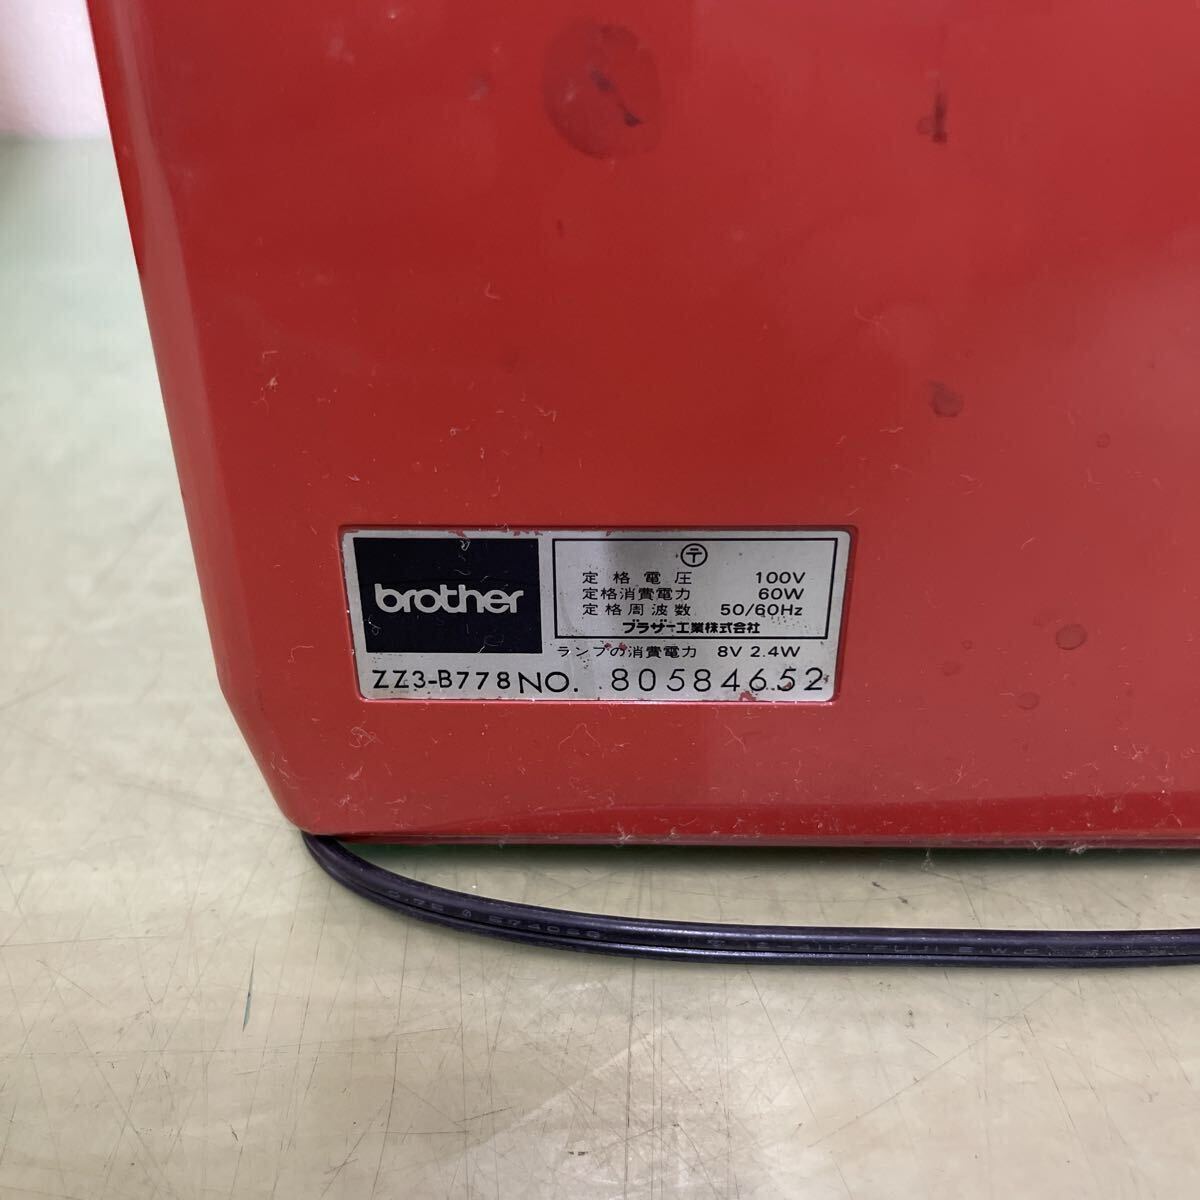 brother
〒
定格電圧 100V
定格消費電力 60W
定格周波数 50/60Hz
ブラザー工業株式会社
ランプの消費電力 8V 2.4W
ZZ3-B778 NO. 80584652